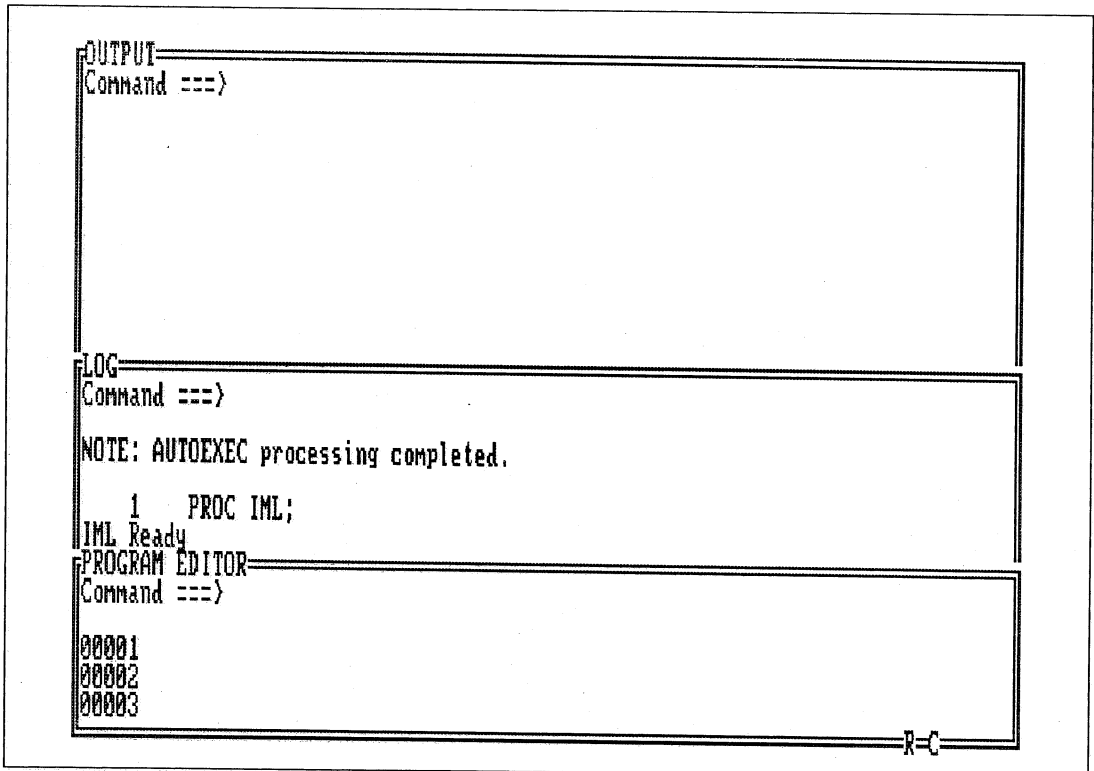 OUTPUT
Command ===>
LOG
Command ===>
NOTE: AUTOEXEC processing completed.
1 PROC IML;
IML Ready
PROGRAM EDITOR
Command ===>
00001
00002
00003
R=C